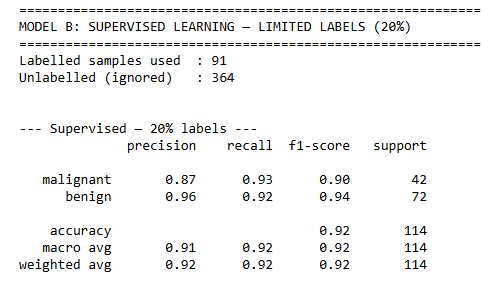 ============================================================
MODEL B: SUPERVISED LEARNING — LIMITED LABELS (20%)
============================================================
Labelled samples used : 91
Unlabelled (ignored) : 364
--- Supervised — 20% labels ---
precision recall f1-score support
malignant 0.87 0.93 0.90 42
benign 0.96 0.92 0.94 72
accuracy 0.92 114
macro avg 0.91 0.92 0.92 114
weighted avg 0.92 0.92 0.92 114